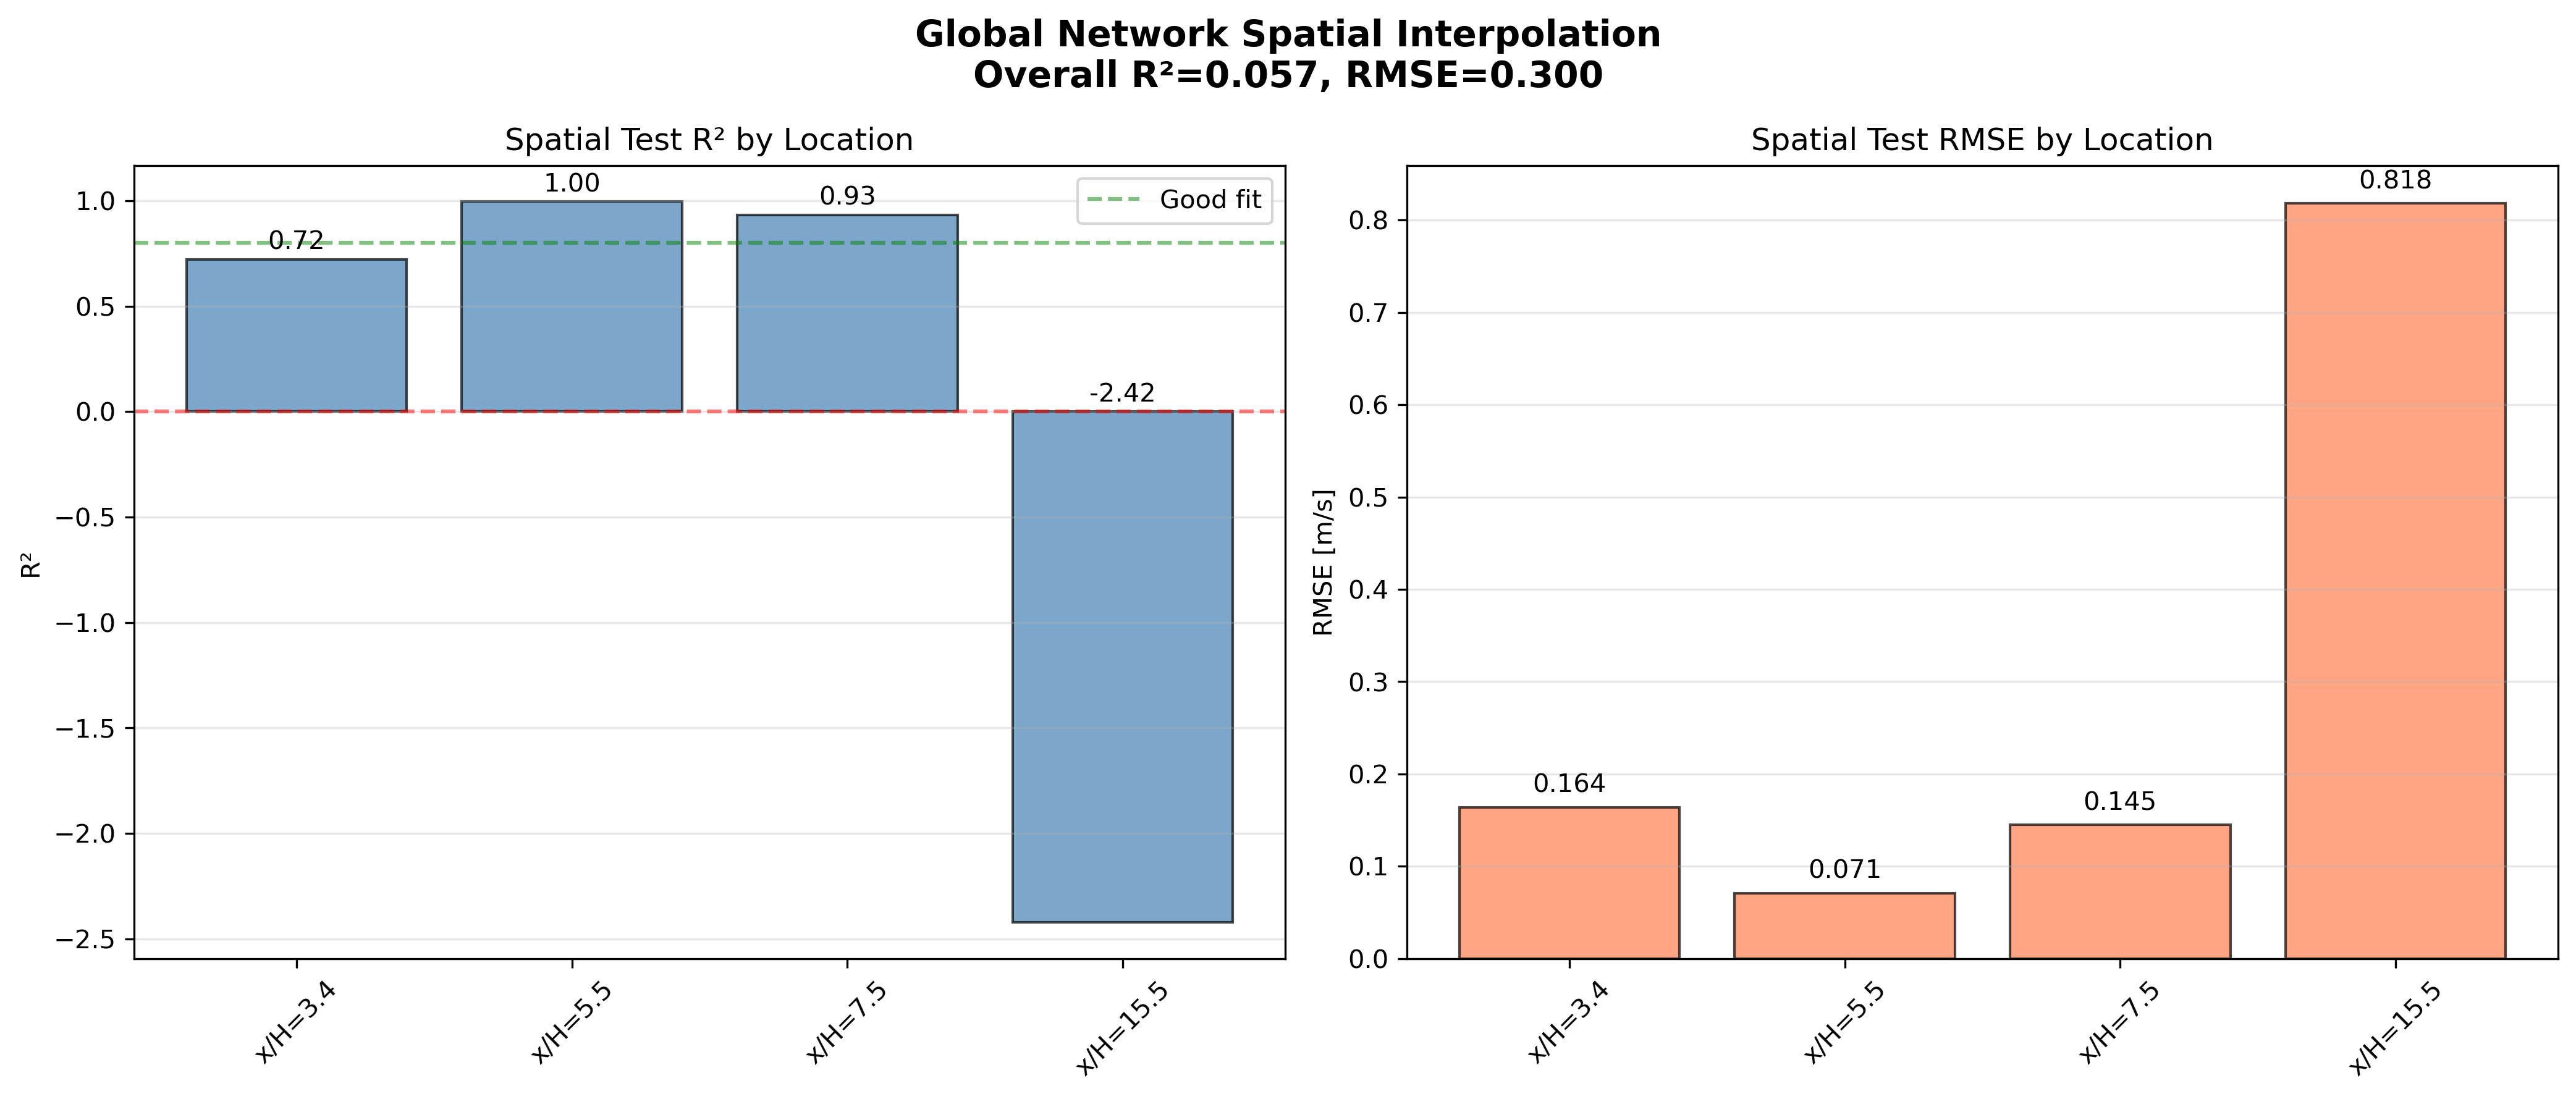 Global Network Spatial Interpolation
Overall R²=0.057, RMSE=0.300
Spatial Test R² by Location
R²
1.0
0.5
0.0
−0.5
−1.0
−1.5
−2.0
−2.5
0.72
1.00
0.93
-2.42
Good fit
x/H=3.4
x/H=5.5
x/H=7.5
x/H=15.5
Spatial Test RMSE by Location
RMSE [m/s]
0.8
0.7
0.6
0.5
0.4
0.3
0.2
0.1
0.0
0.164
0.071
0.145
0.818
x/H=3.4
x/H=5.5
x/H=7.5
x/H=15.5